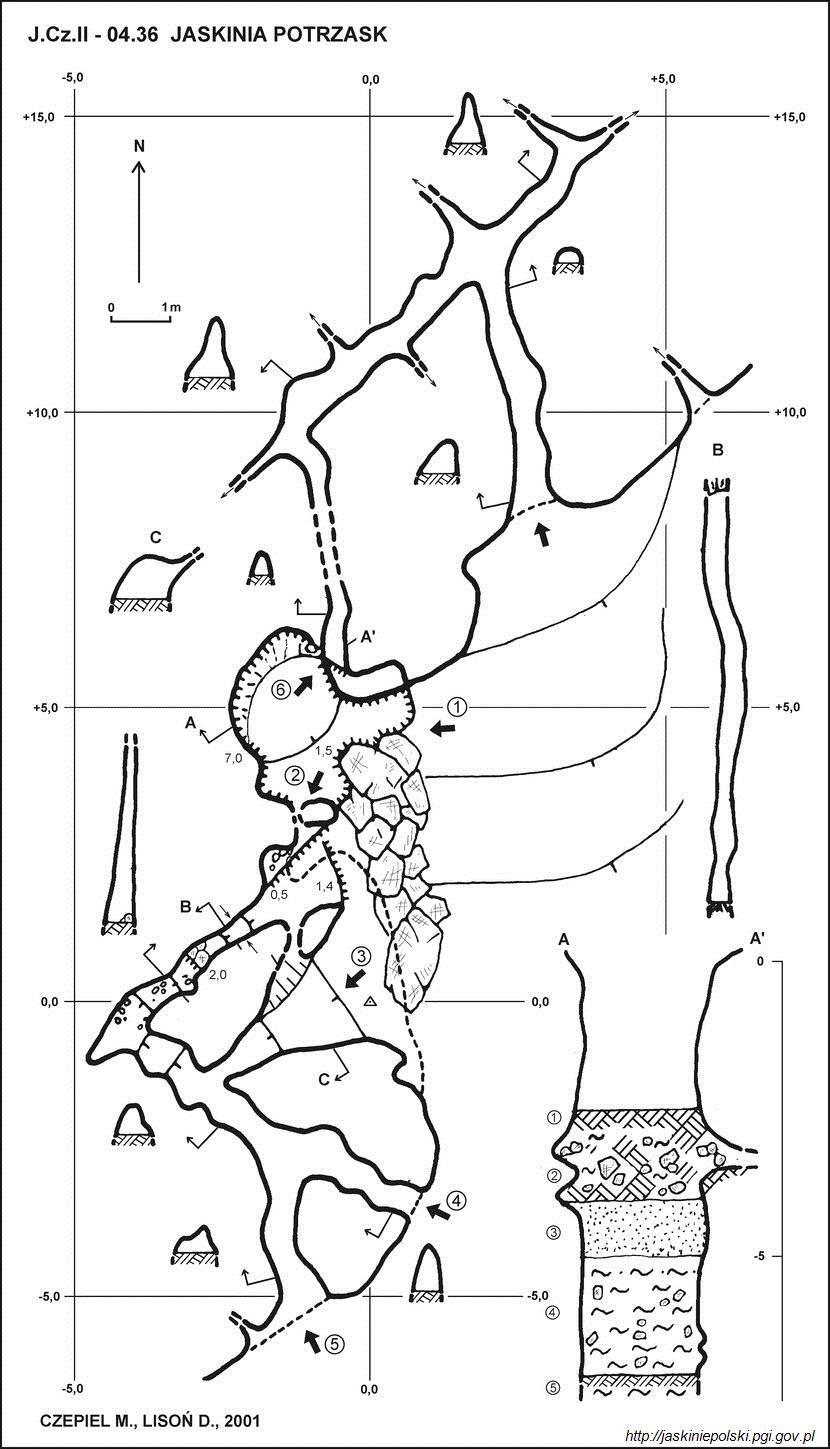 J.Cz.II - 04.36 JASKINIA POTRZASK
-5,0 0,0 +5,0
+15,0 +15,0
N
0 1m
+10,0 +10,0
B
C
A'
6
+5,0 1 +5,0
A
7,0 1,5
2
0,5 1,4
B
3
A A'
2,0
0
0,0 0,0
C
1
2
4
3
-5
-5,0 -5,0
4
5
5
-5,0 0,0
CZEPIEL M., LISOŃ D., 2001
http://jaskiniepolski.pgi.gov.pl